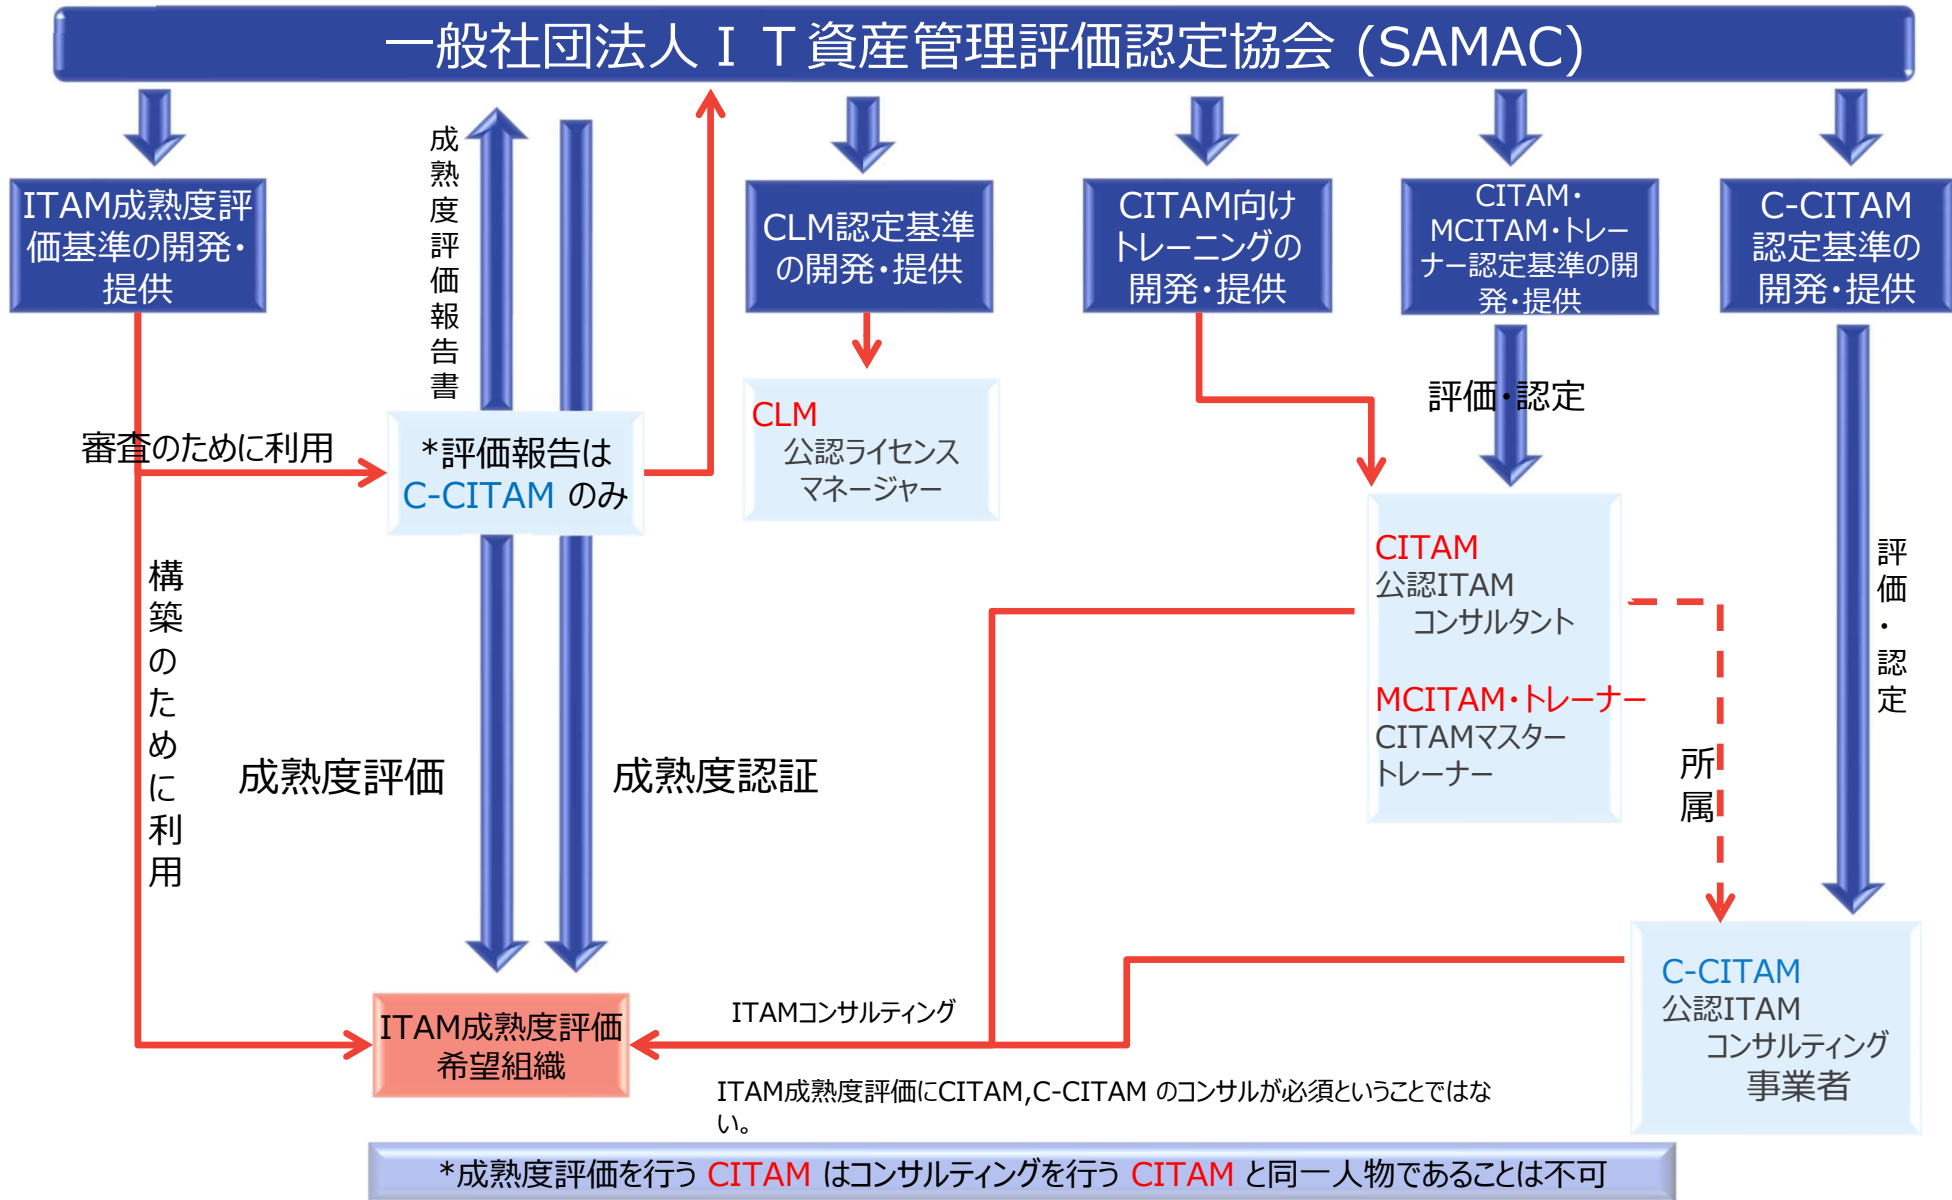 一般社団法人ＩＴ資産管理評価認定協会 (SAMAC)
ITAM成熟度評
価基準の開発・
提供
成熟度評価報告書
CLM認定基準
の開発・提供
CITAM向け
トレーニングの
開発・提供
CITAM・
MCITAM・トレー
ナー認定基準の開
発・提供
C-CITAM
認定基準の
開発・提供
審査のために利用
*評価報告は
C-CITAM のみ
CLM
公認ライセンス
マネージャー
評価・認定
CITAM
公認ITAM
コンサルタント
MCITAM・トレーナー
CITAMマスター
トレーナー
評価・認定
構築のために利用
成熟度評価
成熟度認証
所属
C-CITAM
公認ITAM
コンサルティング
事業者
ITAM成熟度評価
希望組織
ITAMコンサルティング
ITAM成熟度評価にCITAM,C-CITAM のコンサルが必須ということではな
い。
*成熟度評価を行う CITAM はコンサルティングを行う CITAM と同一人物であることは不可